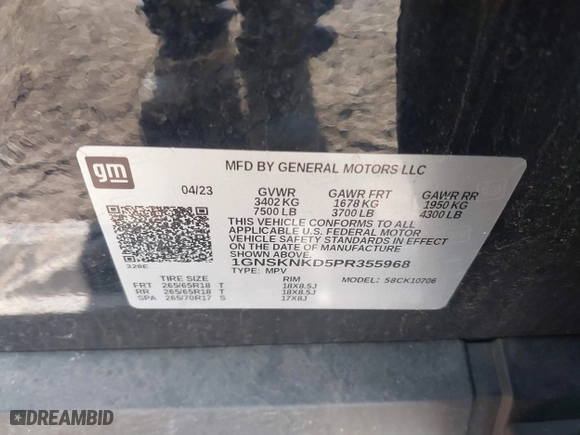 gm
MFD BY GENERAL MOTORS LLC
04/23 GVWR GAWR FRT GAWR RR
3402 KG 1678 KG 1950 KG
7500 LB 3700 LB 4300 LB
THIS VEHICLE CONFORMS TO ALL
APPLICABLE U.S. FEDERAL MOTOR
VEHICLE SAFETY STANDARDS IN EFFECT
ON THE DATE OF MANUFACTURE
SHOWN ABOVE.
328E 1GNSKNKD5PR355968
TYPE: MPV MODEL: 58CK10706
TIRE SIZE RIM
FRT 265/65R18 T 18X8.5J
RR 265/65R18 T 18X8.5J
SPA 265/70R17 S 17X8J
DREAMBID